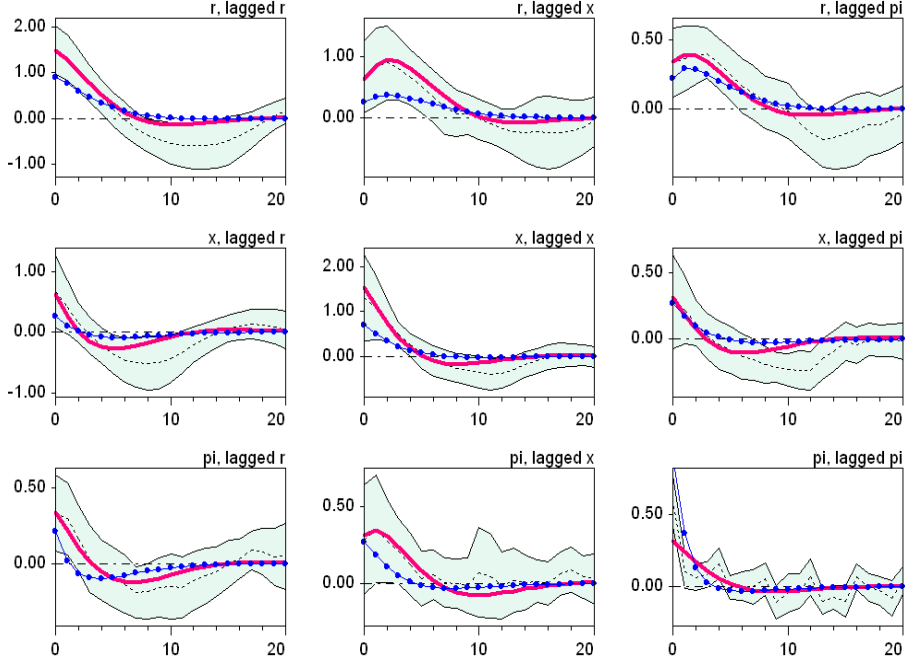 r, lagged r
2.00
1.00
0.00
-1.00
0 10 20
r, lagged x
1.00
0.00
0 10 20
r, lagged pi
0.50
0.00
0 10 20
x, lagged r
1.00
0.00
-1.00
0 10 20
x, lagged x
2.00
1.00
0.00
0 10 20
x, lagged pi
0.50
0.00
0 10 20
pi, lagged r
0.50
0.00
0 10 20
pi, lagged x
0.50
0.00
0 10 20
pi, lagged pi
0.50
0.00
0 10 20